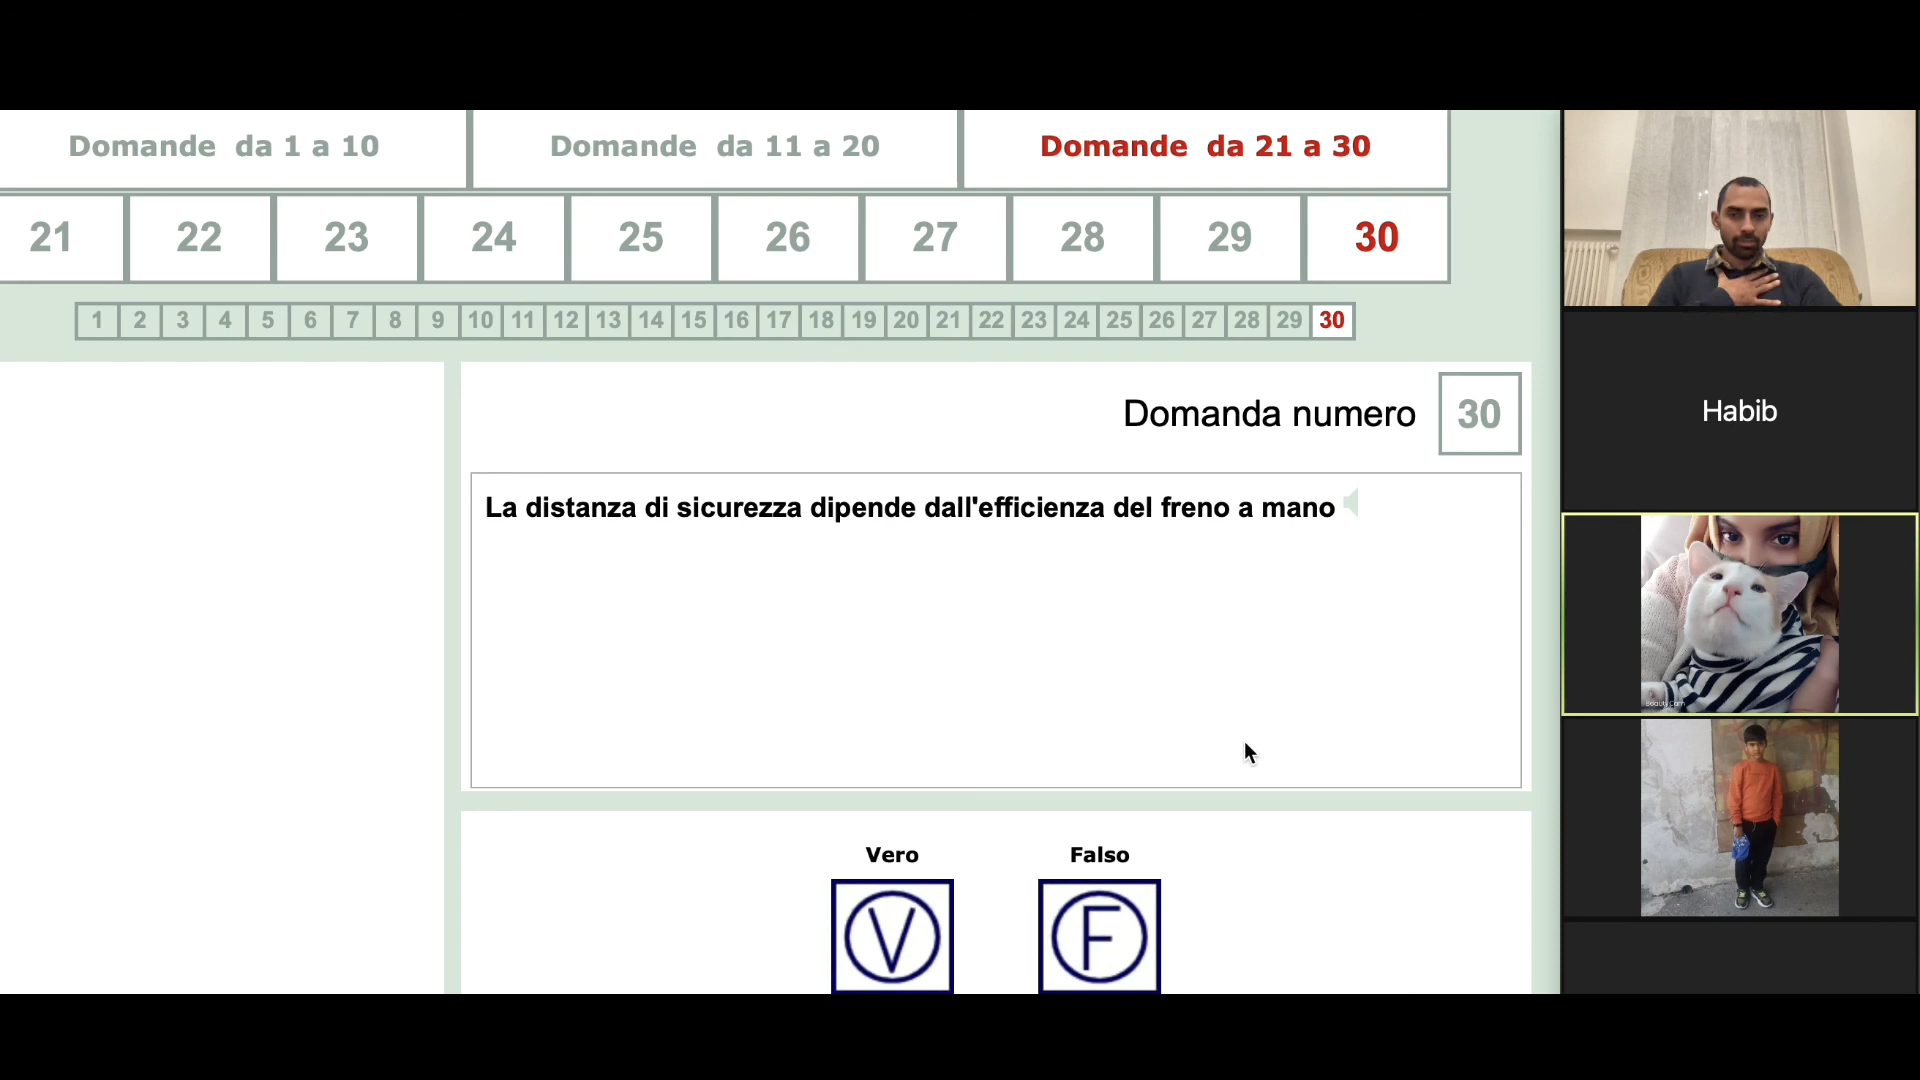 Domande da 1 a 10
Domande da 11 a 20
Domande da 21 a 30
21 22 23 24 25 26 27 28 29 30
1 2 3 4 5 6 7 8 9 10 11 12 13 14 15 16 17 18 19 20 21 22 23 24 25 26 27 28 29 30
Domanda numero 30
La distanza di sicurezza dipende dall'efficienza del freno a mano
Vero
Falso
V
F
Habib
Beauty Cam